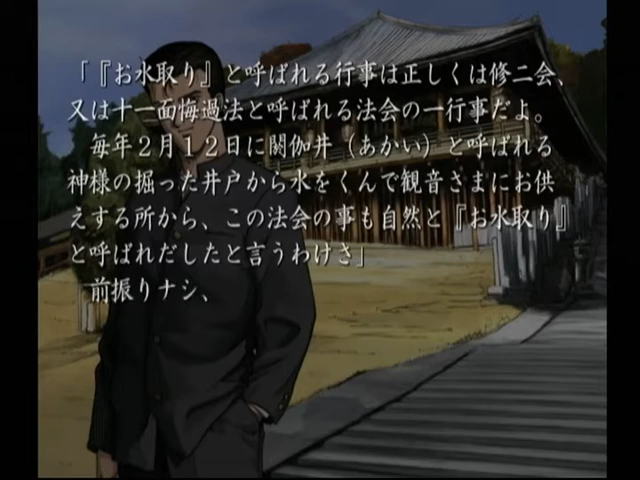 「『お水取り』と呼ばれる行事は正しくは修二会、
又は十一面悔過法と呼ばれる法会の一行事だよ。
　毎年２月１２日に閼伽井（あかい）と呼ばれる
神様の掘った井戸から水をくんで観音さまにお供
えする所から、この法会の事も自然と『お水取り』
と呼ばれだしたと言うわけさ」
　前振りナシ、